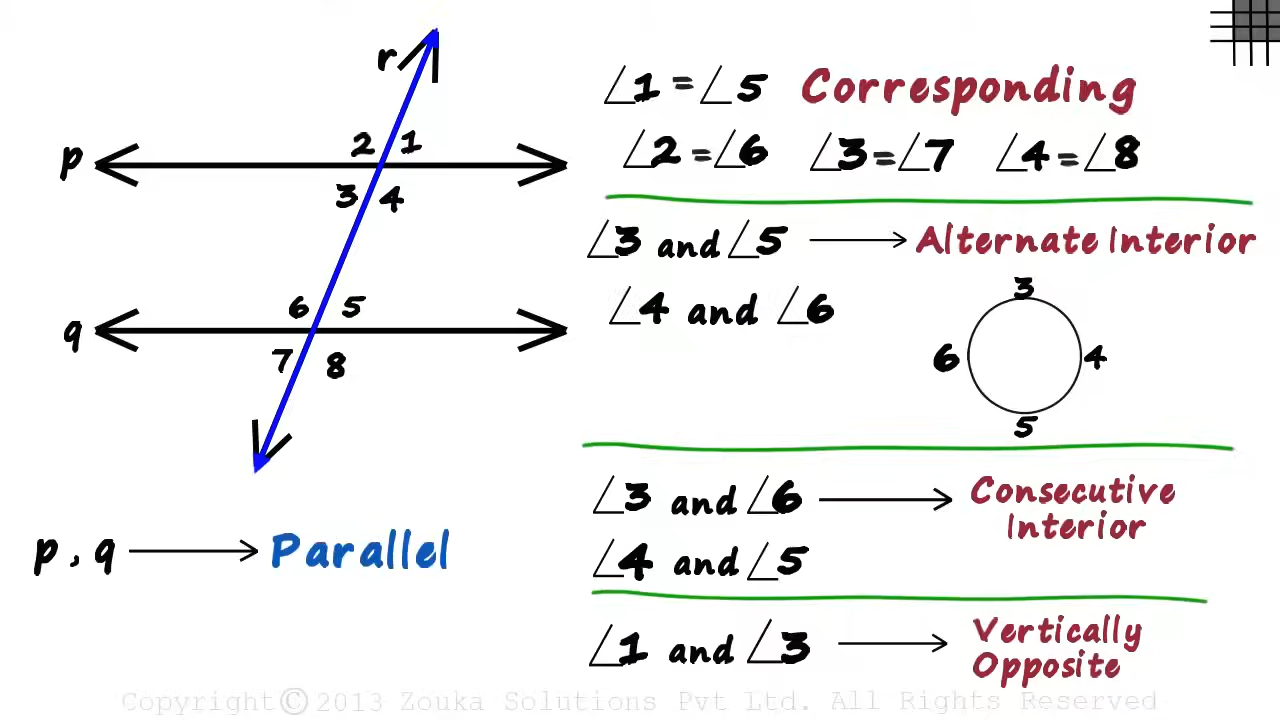 r
p
2 1
3 4
q
6 5
7 8
p , q → Parallel
∠1 = ∠5 Corresponding
∠2 = ∠6 ∠3 = ∠7 ∠4 = ∠8
∠3 and ∠5 → Alternate Interior
∠4 and ∠6
3
6 4
5
∠3 and ∠6 → Consecutive
Interior
∠4 and ∠5
∠1 and ∠3 → Vertically
Opposite
Copyright © 2013 Zouka Solutions Pvt Ltd. All Rights Reserved